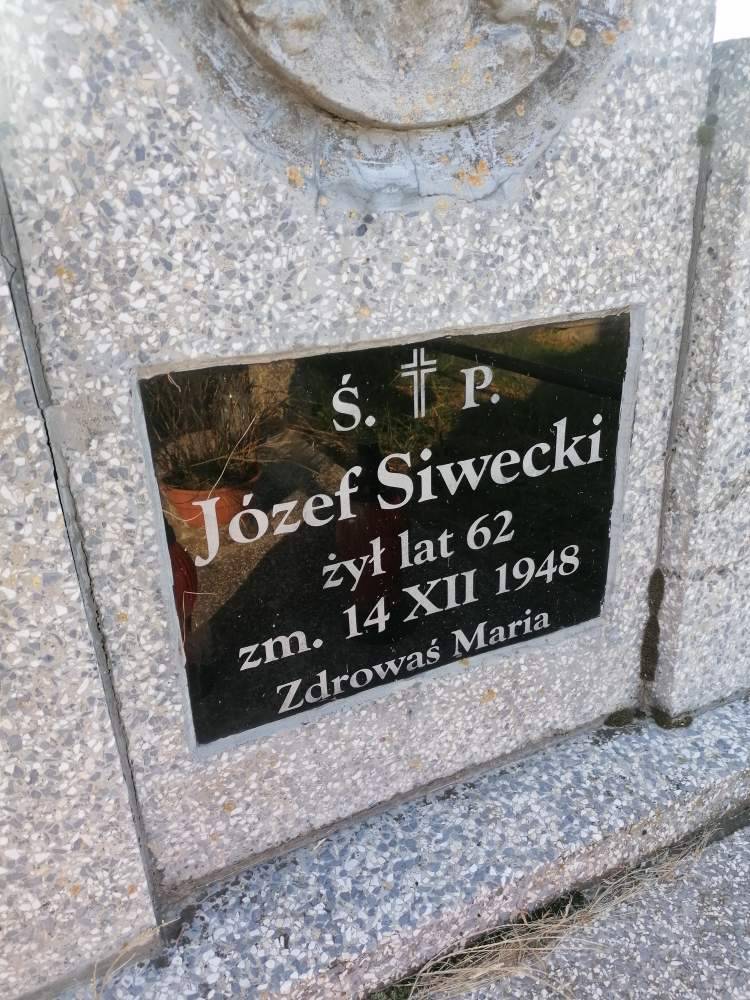 Ś. P.
Józef Siwecki
żył lat 62
zm. 14 XII 1948
Zdrowaś Maria